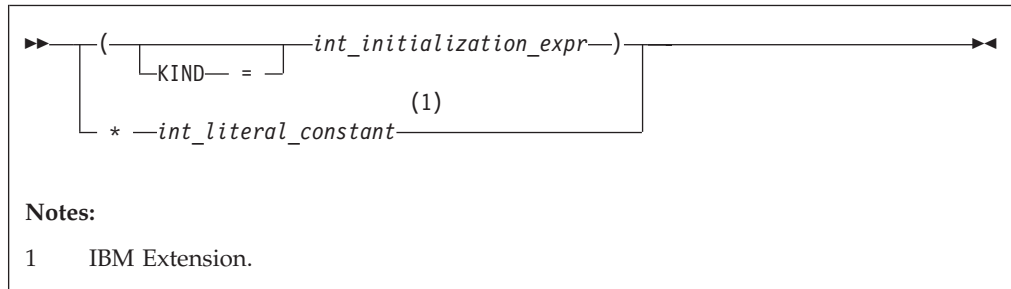 ( int_initialization_expr )
KIND =
(1)
* int_literal_constant
Notes:
1 IBM Extension.